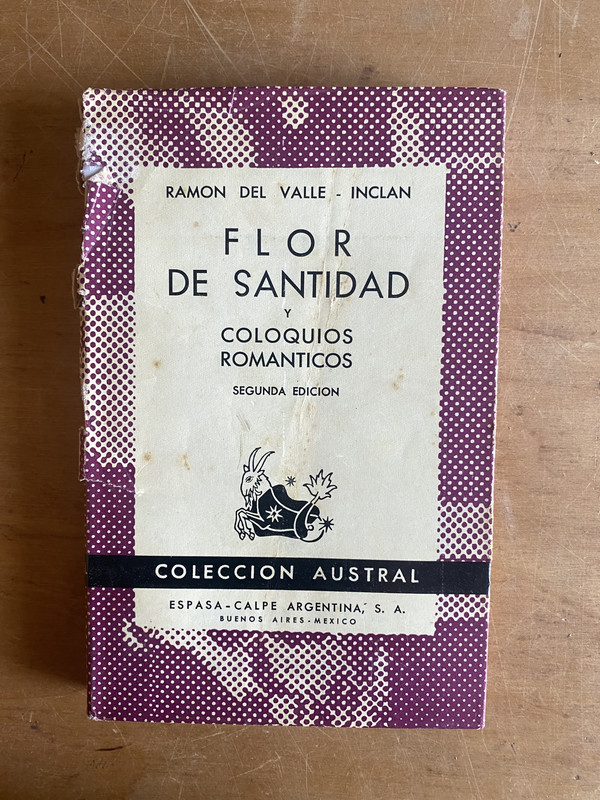 RAMON DEL VALLE - INCLAN
FLOR
DE SANTIDAD
Y
COLOQUIOS
ROMANTICOS
SEGUNDA EDICION
COLECCION AUSTRAL
ESPASA-CALPE ARGENTINA, S. A.
BUENOS AIRES-MEXICO